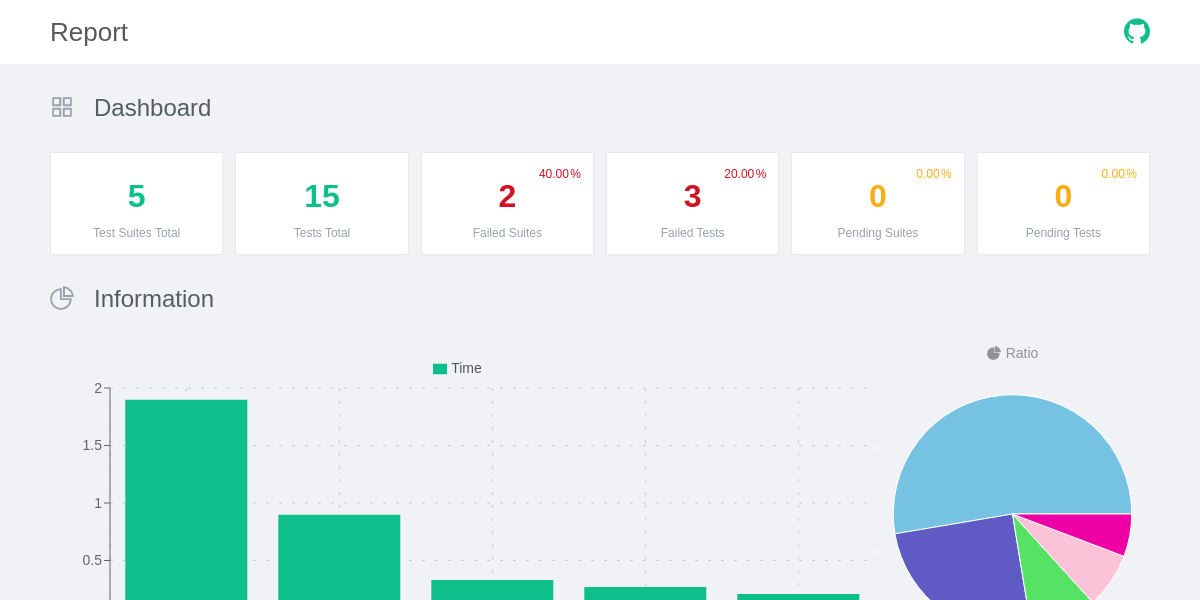 Report
Dashboard
5
Test Suites Total
15
Tests Total
40.00%
2
Failed Suites
20.00%
3
Failed Tests
0.00%
0
Pending Suites
0.00%
0
Pending Tests
Information
Time
2
1.5
1
0.5
Ratio